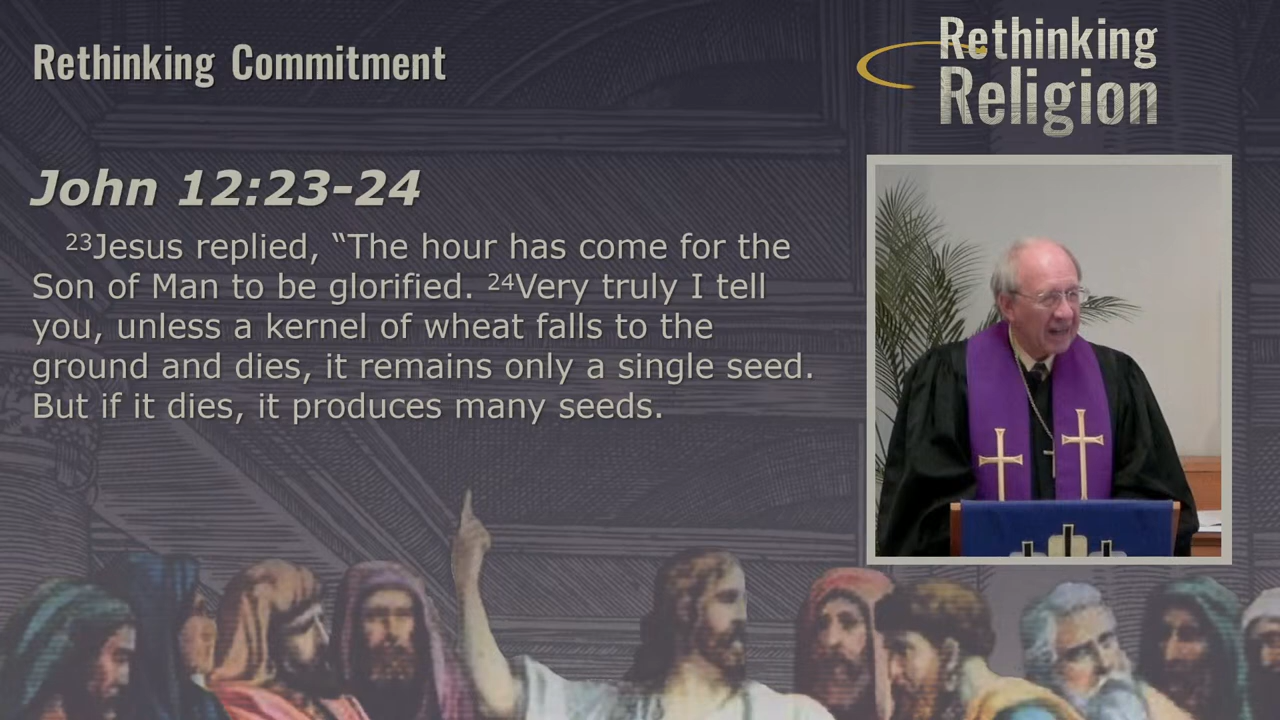 Rethinking Commitment
Rethinking
Religion
John 12:23-24
²³Jesus replied, “The hour has come for the
Son of Man to be glorified. ²⁴Very truly I tell
you, unless a kernel of wheat falls to the
ground and dies, it remains only a single seed.
But if it dies, it produces many seeds.